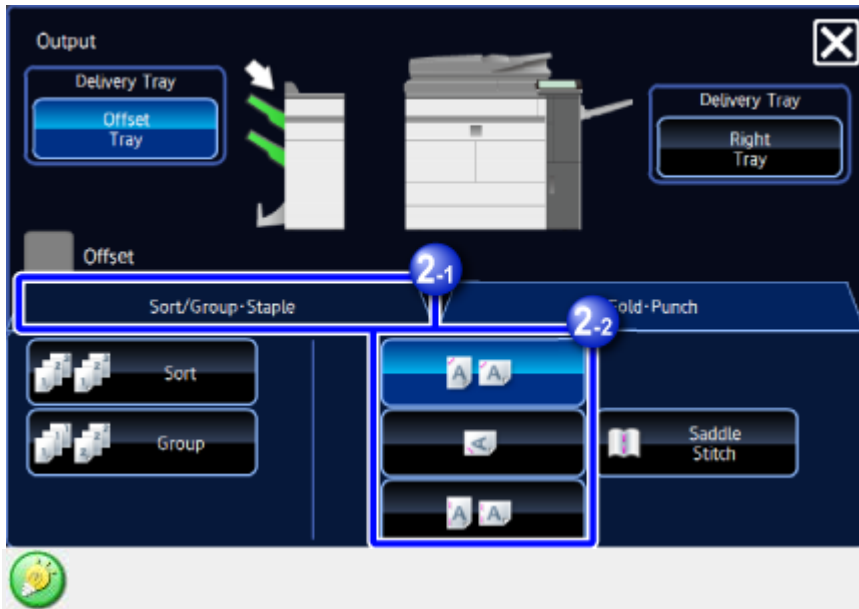 Output
Delivery Tray
Offset
Tray
Delivery Tray
Right
Tray
Offset
2-1
Sort/Group·Staple
old·Punch
2-2
Sort
A A
Group
A
Saddle
Stitch
A A